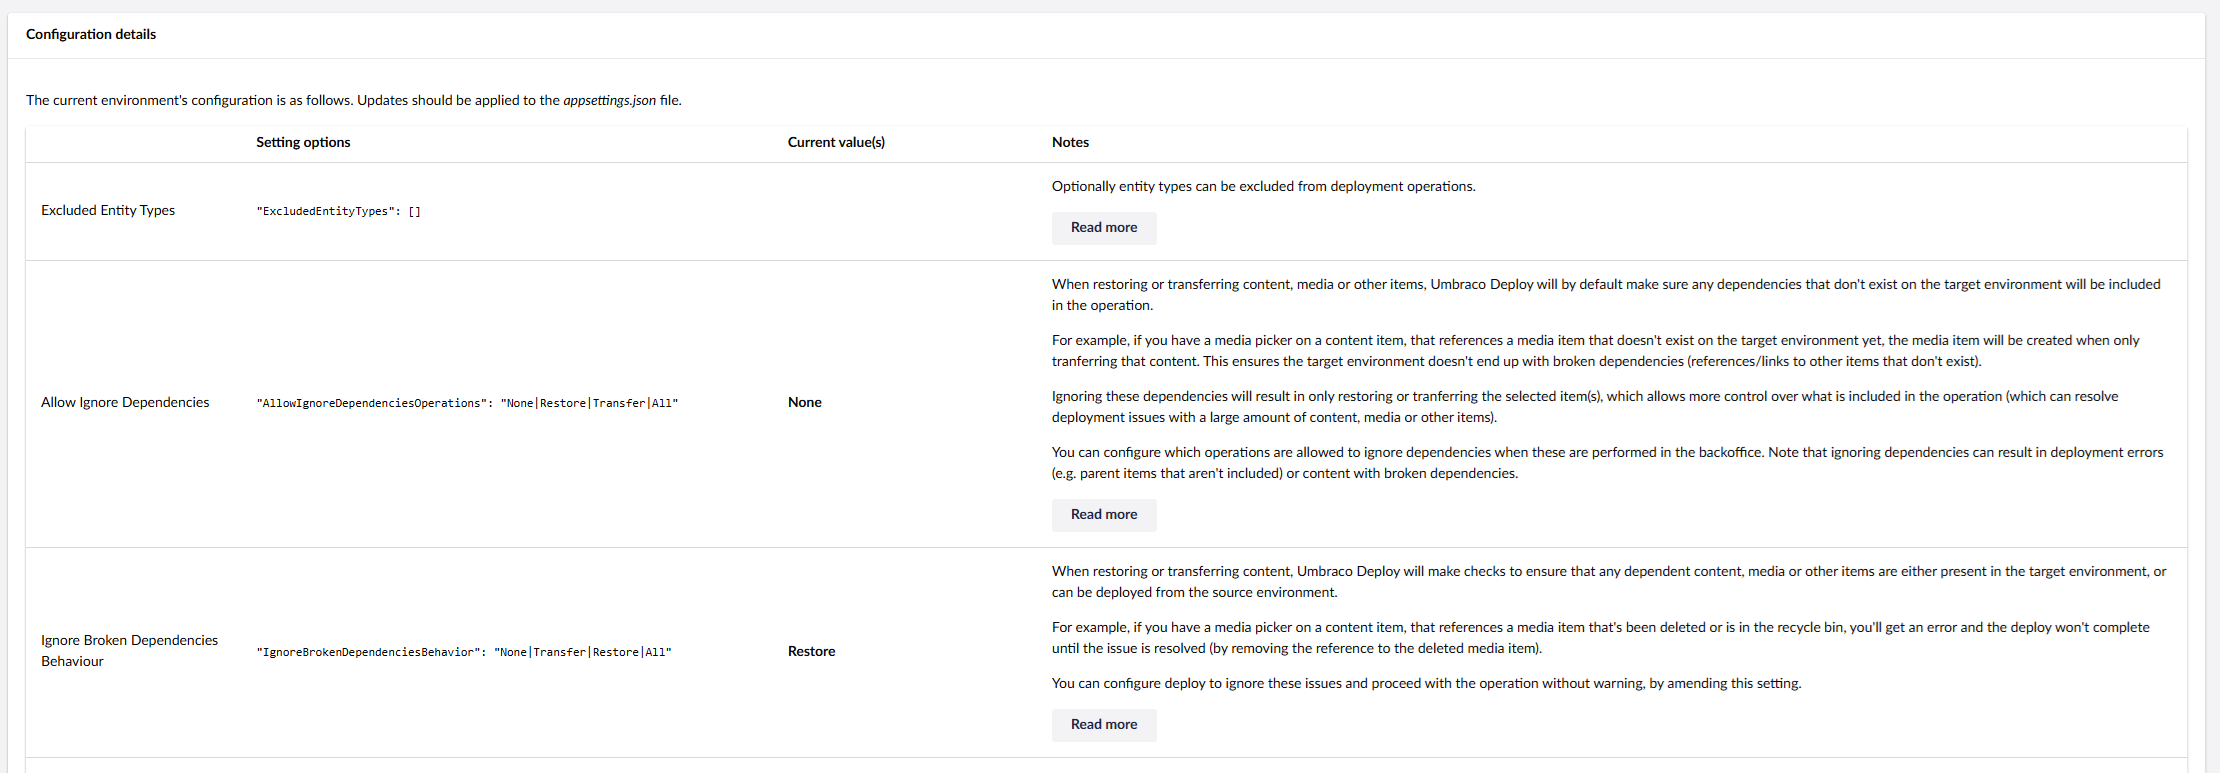 Configuration details
The current environment's configuration is as follows. Updates should be applied to the appsettings.json file.
Setting options
Current value(s)
Notes
Excluded Entity Types
"ExcludedEntityTypes": []
Optionally entity types can be excluded from deployment operations.
Read more
Allow Ignore Dependencies
"AllowIgnoreDependenciesOperations": "None|Restore|Transfer|All"
None
When restoring or transferring content, media or other items, Umbraco Deploy will by default make sure any dependencies that don't exist on the target environment will be included
in the operation.
For example, if you have a media picker on a content item, that references a media item that doesn't exist on the target environment yet, the media item will be created when only
tranferring that content. This ensures the target environment doesn't end up with broken dependencies (references/links to other items that don't exist).
Ignoring these dependencies will result in only restoring or tranferring the selected item(s), which allows more control over what is included in the operation (which can resolve
deployment issues with a large amount of content, media or other items).
You can configure which operations are allowed to ignore dependencies when these are performed in the backoffice. Note that ignoring dependencies can result in deployment errors
(e.g. parent items that aren't included) or content with broken dependencies.
Read more
Ignore Broken Dependencies
Behaviour
"IgnoreBrokenDependenciesBehavior": "None|Transfer|Restore|All"
Restore
When restoring or transferring content, Umbraco Deploy will make checks to ensure that any dependent content, media or other items are either present in the target environment, or
can be deployed from the source environment.
For example, if you have a media picker on a content item, that references a media item that's been deleted or is in the recycle bin, you'll get an error and the deploy won't complete
until the issue is resolved (by removing the reference to the deleted media item).
You can configure deploy to ignore these issues and proceed with the operation without warning, by amending this setting.
Read more